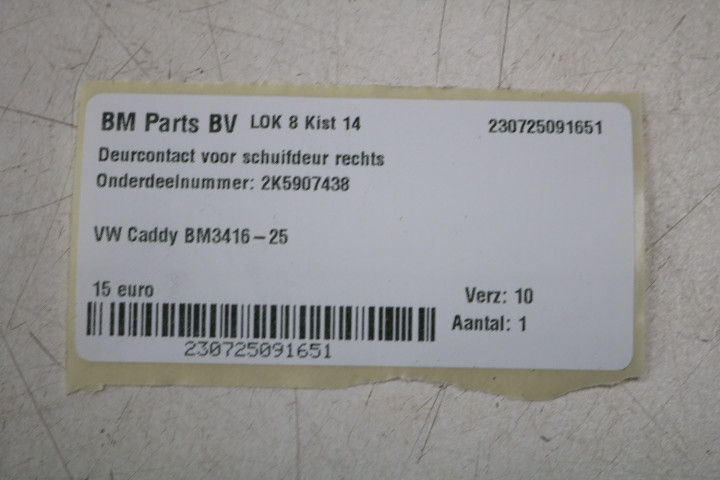 BM Parts BV LOK 8 Kist 14 230725091651
Deurcontact voor schuifdeur rechts
Onderdeelnummer: 2K5907438
VW Caddy BM3416-25
15 euro
Verz: 10
Aantal: 1
230725091651